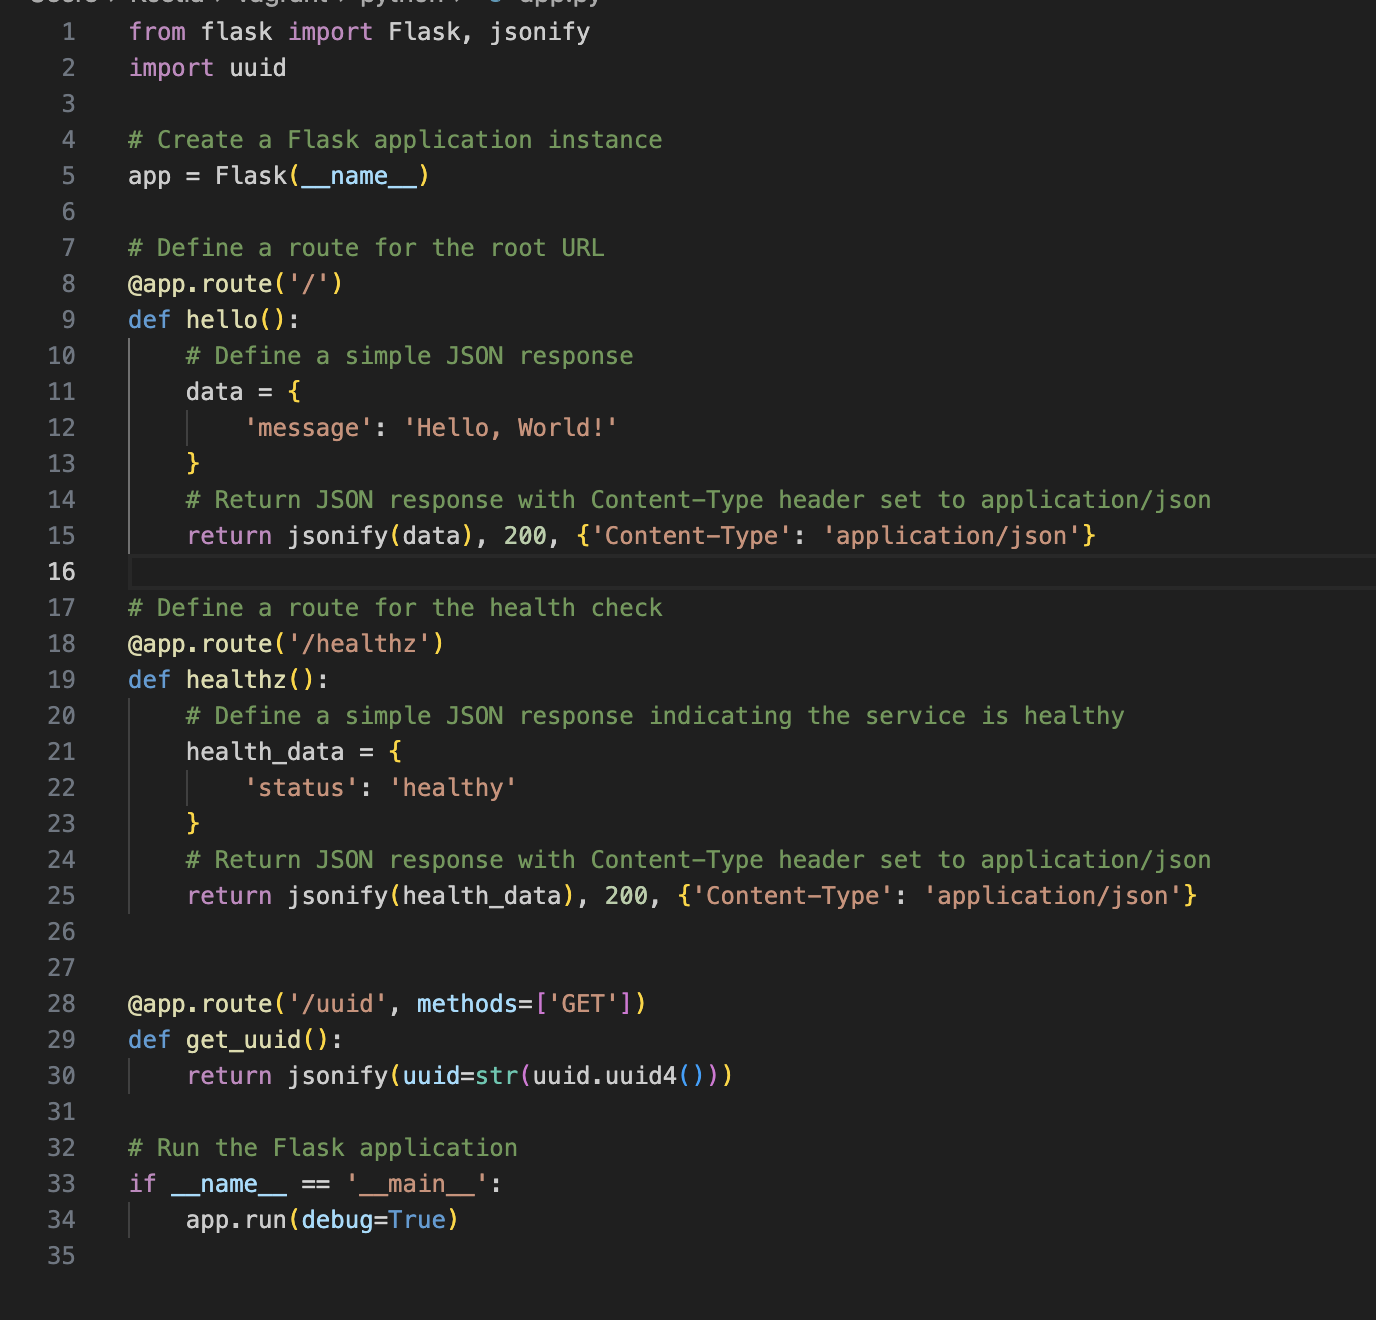 1 from flask import Flask, jsonify
2 import uuid
3
4 # Create a Flask application instance
5 app = Flask(__name__)
6
7 # Define a route for the root URL
8 @app.route('/')
9 def hello():
10     # Define a simple JSON response
11     data = {
12         'message': 'Hello, World!'
13     }
14     # Return JSON response with Content-Type header set to application/json
15     return jsonify(data), 200, {'Content-Type': 'application/json'}
16
17 # Define a route for the health check
18 @app.route('/healthz')
19 def healthz():
20     # Define a simple JSON response indicating the service is healthy
21     health_data = {
22         'status': 'healthy'
23     }
24     # Return JSON response with Content-Type header set to application/json
25     return jsonify(health_data), 200, {'Content-Type': 'application/json'}
26
27
28 @app.route('/uuid', methods=['GET'])
29 def get_uuid():
30     return jsonify(uuid=str(uuid.uuid4()))
31
32 # Run the Flask application
33 if __name__ == '__main__':
34     app.run(debug=True)
35